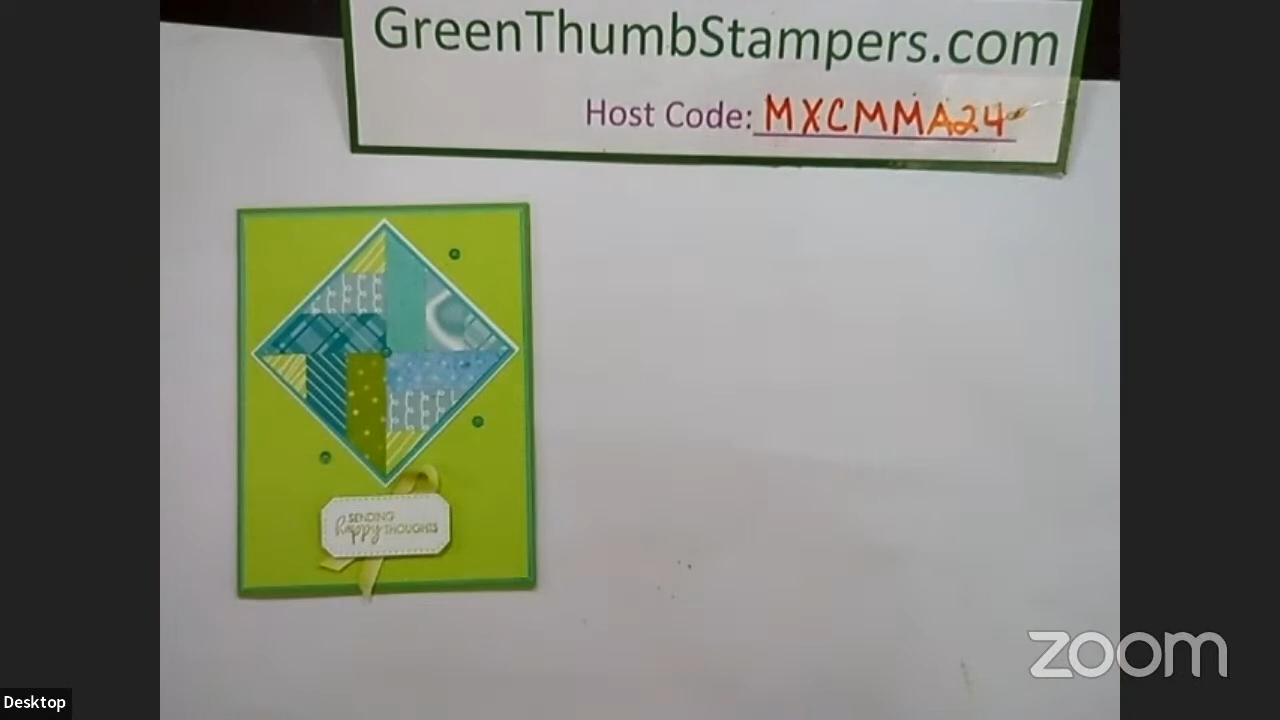 GreenThumbStampers.com
Host Code: MXCMMA24
SENDING
happy THOUGHTS
zoom
Desktop